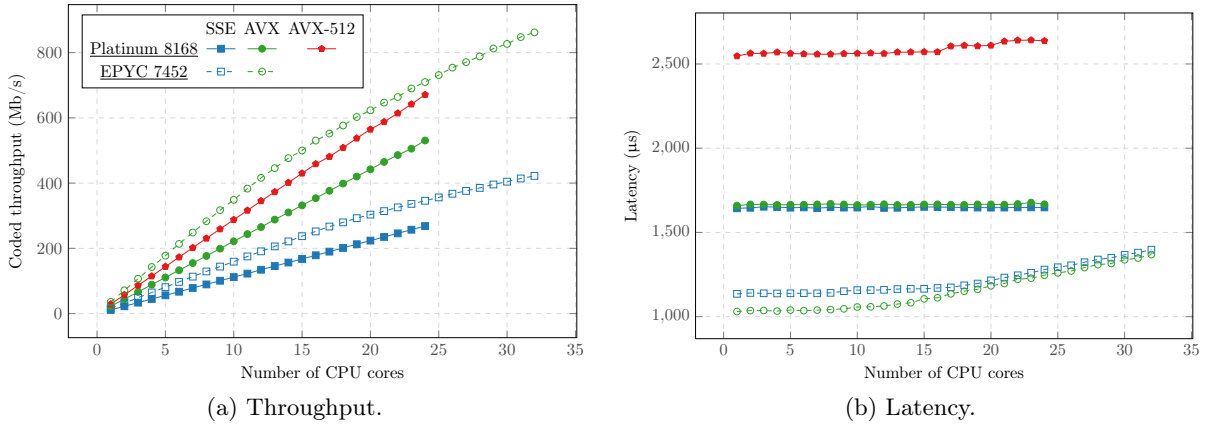 SSE AVX AVX-512
Platinum 8168
EPYC 7452
Coded throughput (Mb/s)
800
600
400
200
0
0 5 10 15 20 25 30 35
Number of CPU cores
(a) Throughput.
Latency (μs)
2,500
2,000
1,500
1,000
0 5 10 15 20 25 30 35
Number of CPU cores
(b) Latency.